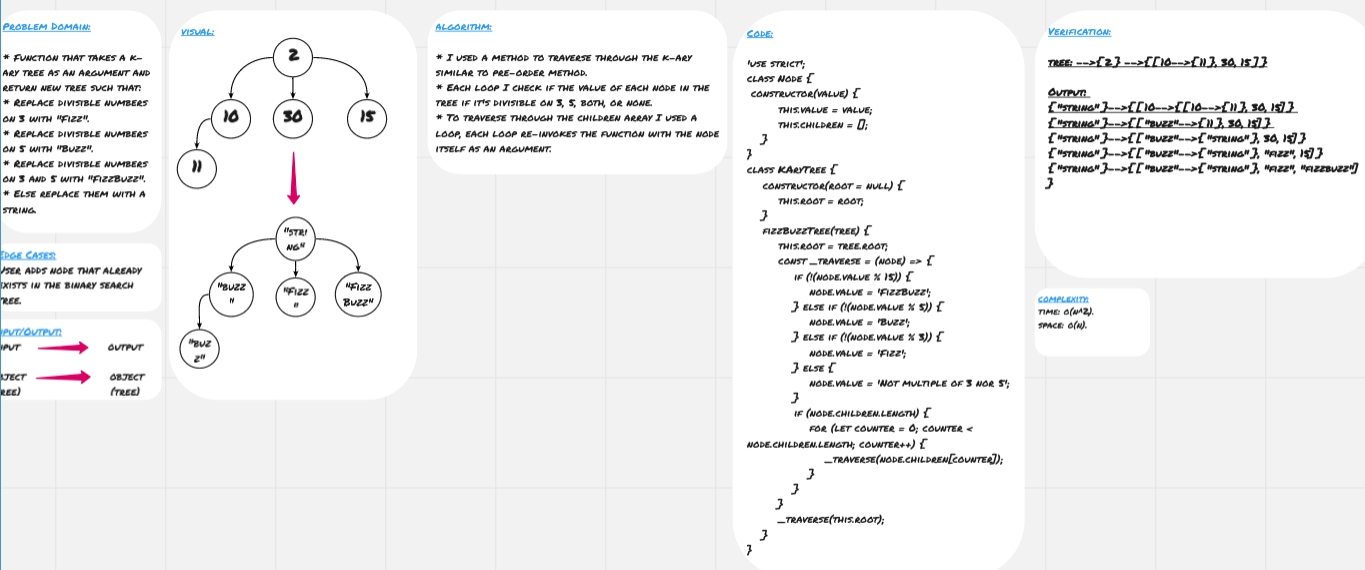 PROBLEM DOMAIN:
* FUNCTION THAT TAKES A K-
ARY TREE AS AN ARGUMENT AND
RETURN NEW TREE SUCH THAT:
* REPLACE DIVISIBLE NUMBERS
ON 3 WITH "FIZZ".
* REPLACE DIVISIBLE NUMBERS
ON 5 WITH "BUZZ".
* REPLACE DIVISIBLE NUMBERS
ON 3 AND 5 WITH "FIZZBUZZ".
* ELSE REPLACE THEM WITH A
STRING.
EDGE CASES:
USER ADDS NODE THAT ALREADY
EXISTS IN THE BINARY SEARCH
TREE.
INPUT/OUTPUT:
INPUT OUTPUT
OBJECT OBJECT
(TREE) (TREE)
VISUAL:
2
10 30 15
11
"STRI
NG"
"BUZZ
"
"FIZZ
"
"FIZZ
BUZZ"
"BUZ
Z"
ALGORITHM:
* I USED A METHOD TO TRAVERSE THROUGH THE K-ARY
SIMILAR TO PRE-ORDER METHOD.
* EACH LOOP I CHECK IF THE VALUE OF EACH NODE IN THE
TREE IF IT'S DIVISIBLE ON 3, 5, BOTH, OR NONE.
* TO TRAVERSE THROUGH THE CHILDREN ARRAY I USED A
LOOP, EACH LOOP RE-INVOKES THE FUNCTION WITH THE NODE
ITSELF AS AN ARGUMENT.
CODE:
'USE STRICT';
CLASS NODE {
CONSTRUCTOR(VALUE) {
THIS.VALUE = VALUE;
THIS.CHILDREN = [];
}
}
CLASS KARYTREE {
CONSTRUCTOR(ROOT = NULL) {
THIS.ROOT = ROOT;
}
FIZZBUZZTREE(TREE) {
THIS.ROOT = TREE.ROOT;
CONST _TRAVERSE = (NODE) => {
IF (!(NODE.VALUE % 15)) {
NODE.VALUE = 'FIZZBUZZ';
} ELSE IF (!(NODE.VALUE % 5)) {
NODE.VALUE = 'BUZZ';
} ELSE IF (!(NODE.VALUE % 3)) {
NODE.VALUE = 'FIZZ';
} ELSE {
NODE.VALUE = 'NOT MULTIPLE OF 3 NOR 5';
}
IF (NODE.CHILDREN.LENGTH) {
FOR (LET COUNTER = 0; COUNTER <
NODE.CHILDREN.LENGTH; COUNTER++) {
_TRAVERSE(NODE.CHILDREN[COUNTER]);
}
}
}
_TRAVERSE(THIS.ROOT);
}
}
VERIFICATION:
TREE: -->{2} -->{[10-->{11}, 30, 15]}
OUTPUT:
{"STRING"}-->{[10-->{[10-->{11}, 30, 15]}
{"STRING"}-->{["BUZZ"-->{11}, 30, 15]}
{"STRING"}-->{["BUZZ"-->{"STRING"}, 30, 15]}
{"STRING"}-->{["BUZZ"-->{"STRING"}, "FIZZ", 15]}
{"STRING"}-->{["BUZZ"-->{"STRING"}, "FIZZ", "FIZZBUZZ"]
}
COMPLEXITY:
TIME: O(N^2).
SPACE: O(N).